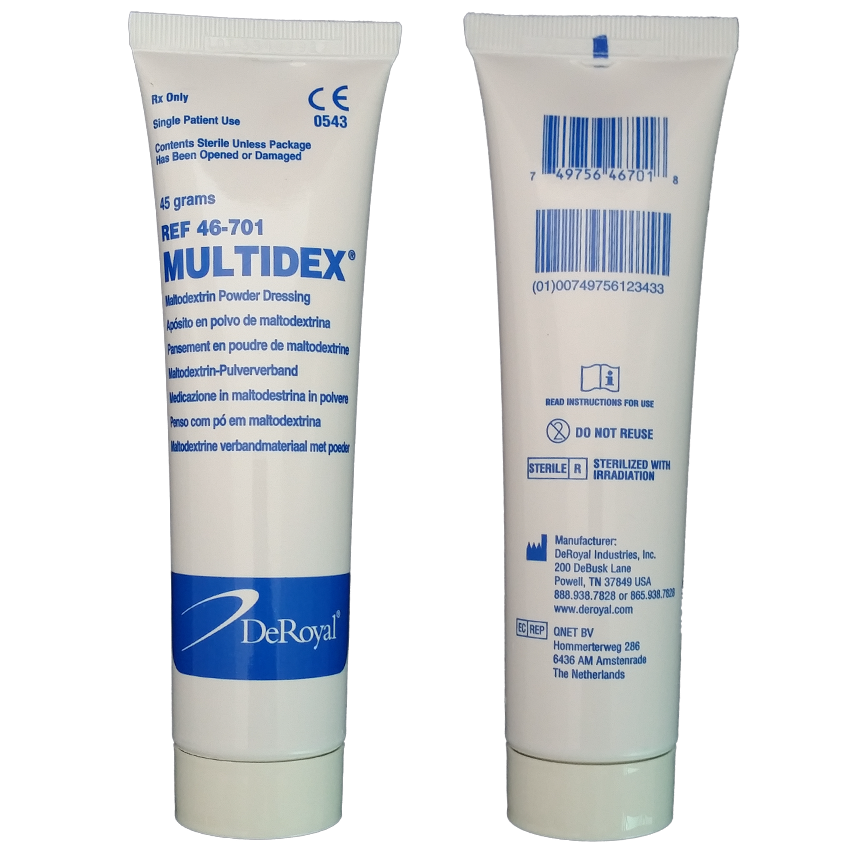 Rx Only
Single Patient Use
Contents Sterile Unless Package
Has Been Opened or Damaged
CE
0543
45 grams
REF 46-701
MULTIDEX®
Maltodextrin Powder Dressing
Apósito en polvo de maltodextrina
Pansement en poudre de maltodextrine
Maltodextrin-Pulververband
Medicazione in maltodestrina in polvere
Penso com pó em maltodextrina
Maltodextrine verbandmateriaal met poeder
DeRoyal®
7 49756 46701 8
(01)00749756123433
i
READ INSTRUCTIONS FOR USE
2 DO NOT REUSE
STERILE R STERILIZED WITH
IRRADIATION
Manufacturer:
DeRoyal Industries, Inc.
200 DeBusk Lane
Powell, TN 37849 USA
888.938.7828 or 865.938.7828
www.deroyal.com
EC REP QNET BV
Hommerterweg 286
6436 AM Amstenrade
The Netherlands